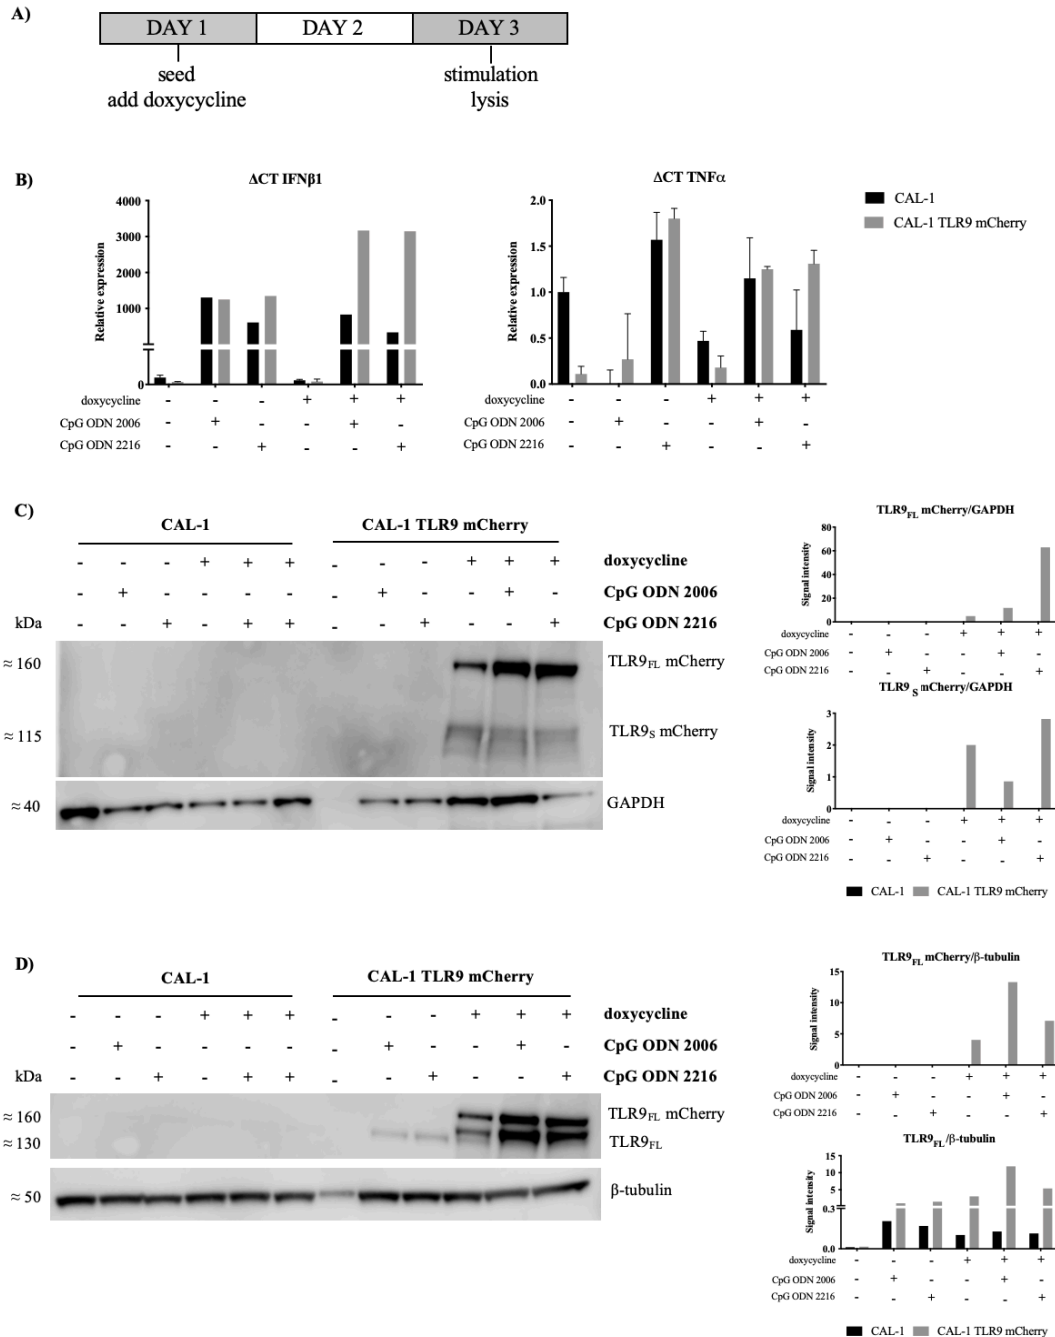 A)
DAY 1 DAY 2 DAY 3
seed
add doxycycline
stimulation
lysis
B)
ΔCT IFNβ1
4000
3000
2000
1000
0
Relative expression
doxycycline - - - + + +
CpG ODN 2006 - + - - + -
CpG ODN 2216 - - + - - +
ΔCT TNFα
2.0
1.5
1.0
0.5
0.0
Relative expression
doxycycline - - - + + +
CpG ODN 2006 - + - - + -
CpG ODN 2216 - - + - - +
CAL-1
CAL-1 TLR9 mCherry
C)
CAL-1 CAL-1 TLR9 mCherry
- - - + + + - - - + + + doxycycline
- + - - - - - + - - + - CpG ODN 2006
kDa - - + - + + - - + - - + CpG ODN 2216
≈ 160 TLR9FL mCherry
≈ 115 TLR9S mCherry
≈ 40 GAPDH
TLR9FL mCherry/GAPDH
80
60
40
20
0
Signal intensity
doxycycline - - - + + +
CpG ODN 2006 - + - - + -
CpG ODN 2216 - - + - - +
TLR9 S mCherry/GAPDH
3
2
1
0
Signal intensity
doxycycline - - - + + +
CpG ODN 2006 - + - - + -
CpG ODN 2216 - - + - - +
CAL-1 CAL-1 TLR9 mCherry
D)
CAL-1 CAL-1 TLR9 mCherry
- - - + + + - - - + + + doxycycline
- + - - - - - + - - + - CpG ODN 2006
kDa - - + - + + - - + - - + CpG ODN 2216
≈ 160 TLR9FL mCherry
≈ 130 TLR9FL
≈ 50 β-tubulin
TLR9FL mCherry/β-tubulin
15
10
5
0
Signal intensity
doxycycline - - - + + +
CpG ODN 2006 - + - - + -
CpG ODN 2216 - - + - - +
TLR9FL/β-tubulin
15
10
5
0.3
0.0
Signal intensity
doxycycline - - - + + +
CpG ODN 2006 - + - - + -
CpG ODN 2216 - - + - - +
CAL-1 CAL-1 TLR9 mCherry